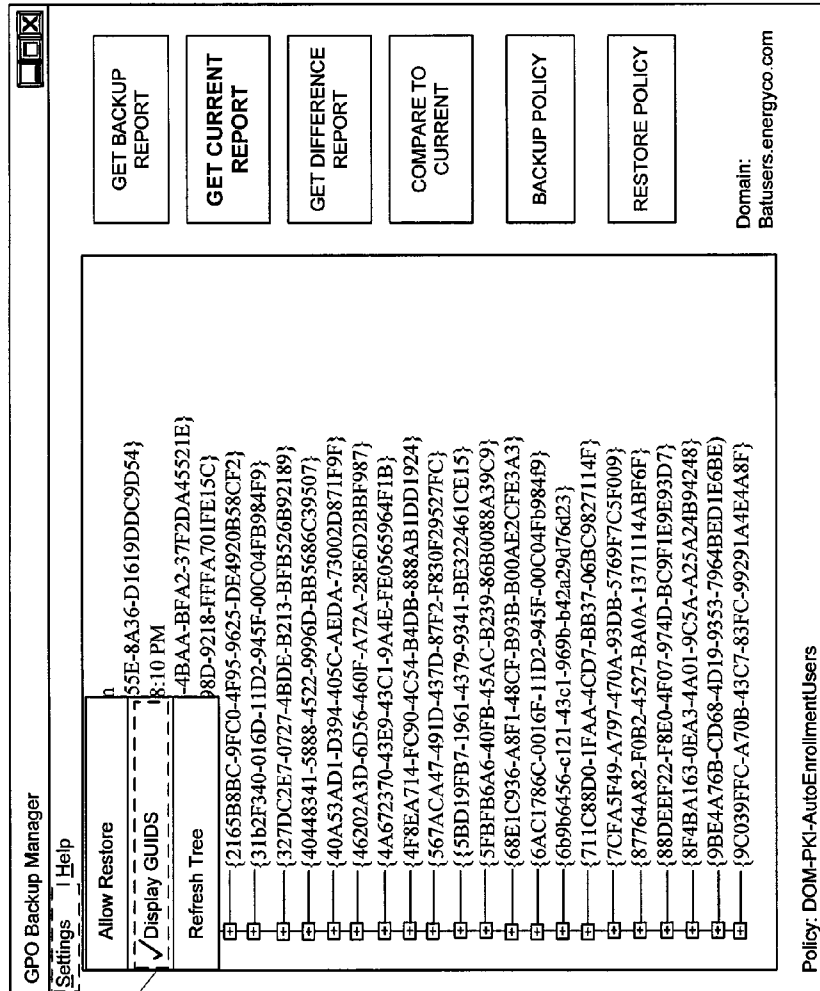 GPO Backup Manager
Settings | Help
Allow Restore
✓Display GUIDS
Refresh Tree
n
55E-8A36-D1619DDC9D54}
8:10 PM
-4BAA-BFA2-37F2DA45521E}
98D-9218-FFFA701FE15C}
{2165B8BC-9FC0-4F95-9625-DE4920B58CF2}
{31b2F340-016D-11D2-945F-00C04FB984F9}
{327DC2E7-0727-4BDE-B213-BFB526B92189}
{40448341-5888-4522-9996D-BB5686C39507}
{40A53AD1-D394-405C-AEDA-73002D871F9F}
{46202A3D-6D56-460F-A72A-28E6D2BBF987}
{4A672370-43E9-43C1-9A4E-FE0565964F1B}
{4F8EA714-FC90-4C54-B4DB-888AB1DD1924}
{567ACA47-491D-437D-87F2-F830F29527FC}
{{5BD19FB7-1961-4379-9341-BE322461CE15}
{5FBFB6A6-40FB-45AC-B239-86B0088A39C9}
{68E1C936-A8F1-48CF-B93B-B00AE2CFE3A3}
{6AC1786C-0016F-11D2-945F-00C04Fb984f9}
{6b9b6456-c121-43c1-969b-b42a29d76d23}
{711C88D0-1FAA-4CD7-BB37-06BC9827114F}
{7CFA5F49-A797-470A-93DB-5769F7C5F009}
{87764A82-F0B2-4527-BA0A-1371114ABF6F}
{88DEEF22-F8E0-4F07-974D-BC9F1E9E93D7}
{8F4BA163-0EA3-4A01-9C5A-A25A24B94248}
{9BE4A76B-CD68-4D19-9353-7964BED1E6BE)
{9C039FFC-A70B-43C7-83FC-99291A4E4A8F}
GET BACKUP
REPORT
GET CURRENT
REPORT
GET DIFFERENCE
REPORT
COMPARE TO
CURRENT
BACKUP POLICY
RESTORE POLICY
Domain:
Batusers.energyco.com
Policy: DOM-PKI-AutoEnrollmentUsers